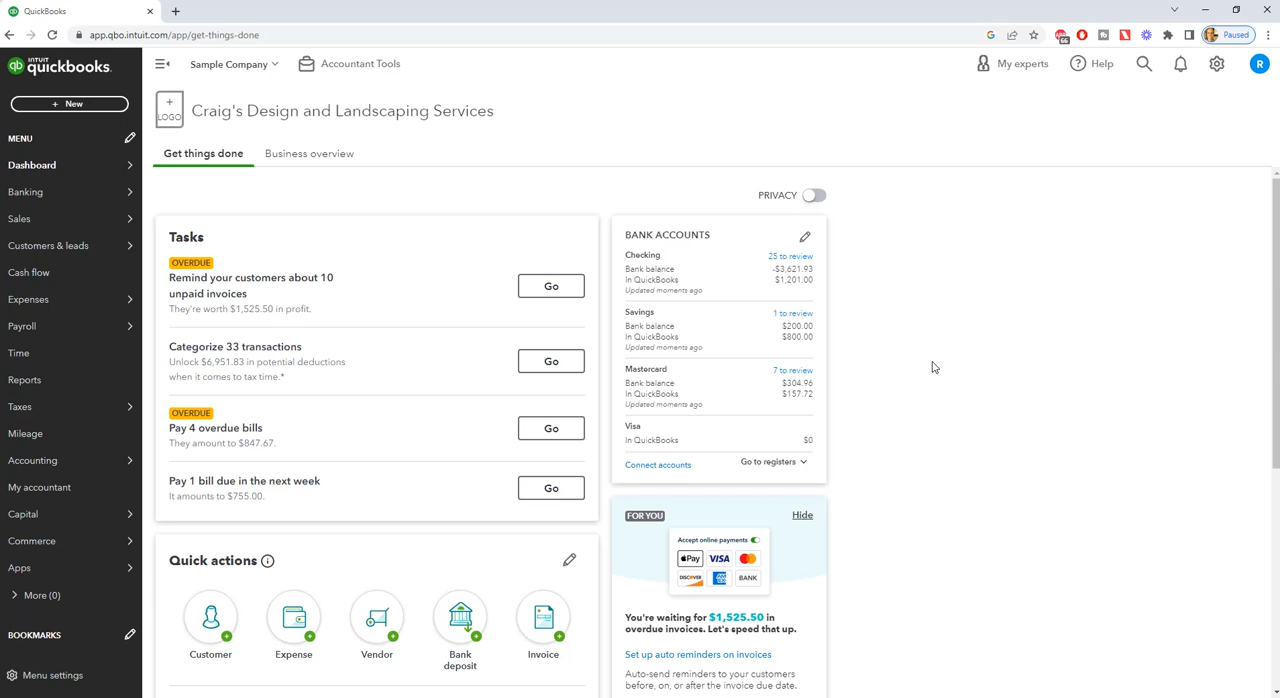 QuickBooks
app.qbo.intuit.com/app/get-things-done
66
Paused
INTUIT
quickbooks.
Sample Company
Accountant Tools
My experts
Help
R
+ New
+
LOGO
Craig's Design and Landscaping Services
MENU
Dashboard
Banking
Sales
Customers & leads
Cash flow
Expenses
Payroll
Time
Reports
Taxes
Mileage
Accounting
My accountant
Capital
Commerce
Apps
More (0)
BOOKMARKS
Menu settings
Get things done
Business overview
PRIVACY
Tasks
OVERDUE
Remind your customers about 10
unpaid invoices
They're worth $1,525.50 in profit.
Go
Categorize 33 transactions
Unlock $6,951.83 in potential deductions
when it comes to tax time.*
Go
OVERDUE
Pay 4 overdue bills
They amount to $847.67.
Go
Pay 1 bill due in the next week
It amounts to $755.00.
Go
Quick actions
Customer
Expense
Vendor
Bank
deposit
Invoice
BANK ACCOUNTS
Checking 25 to review
Bank balance -$3,621.93
In QuickBooks $1,201.00
Updated moments ago
Savings 1 to review
Bank balance $200.00
In QuickBooks $800.00
Updated moments ago
Mastercard 7 to review
Bank balance $304.96
In QuickBooks $157.72
Updated moments ago
Visa
In QuickBooks $0
Connect accounts Go to registers
FOR YOU Hide
Accept online payments
Pay VISA
DISCOVER BANK
You're waiting for $1,525.50 in
overdue invoices. Let's speed that up.
Set up auto reminders on invoices
Auto-send reminders to your customers
before, on, or after the invoice due date.